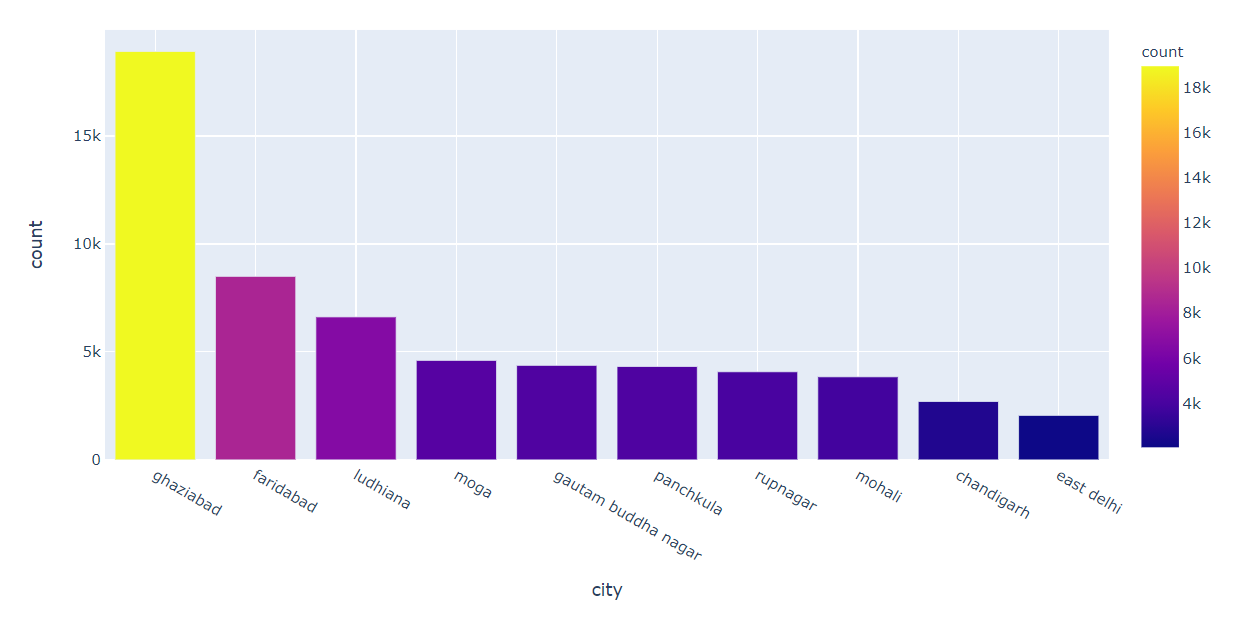 count
15k
10k
5k
0
ghaziabad
faridabad
ludhiana
moga
gautam buddha nagar
panchkula
rupnagar
mohali
chandigarh
east delhi
city
count
18k
16k
14k
12k
10k
8k
6k
4k